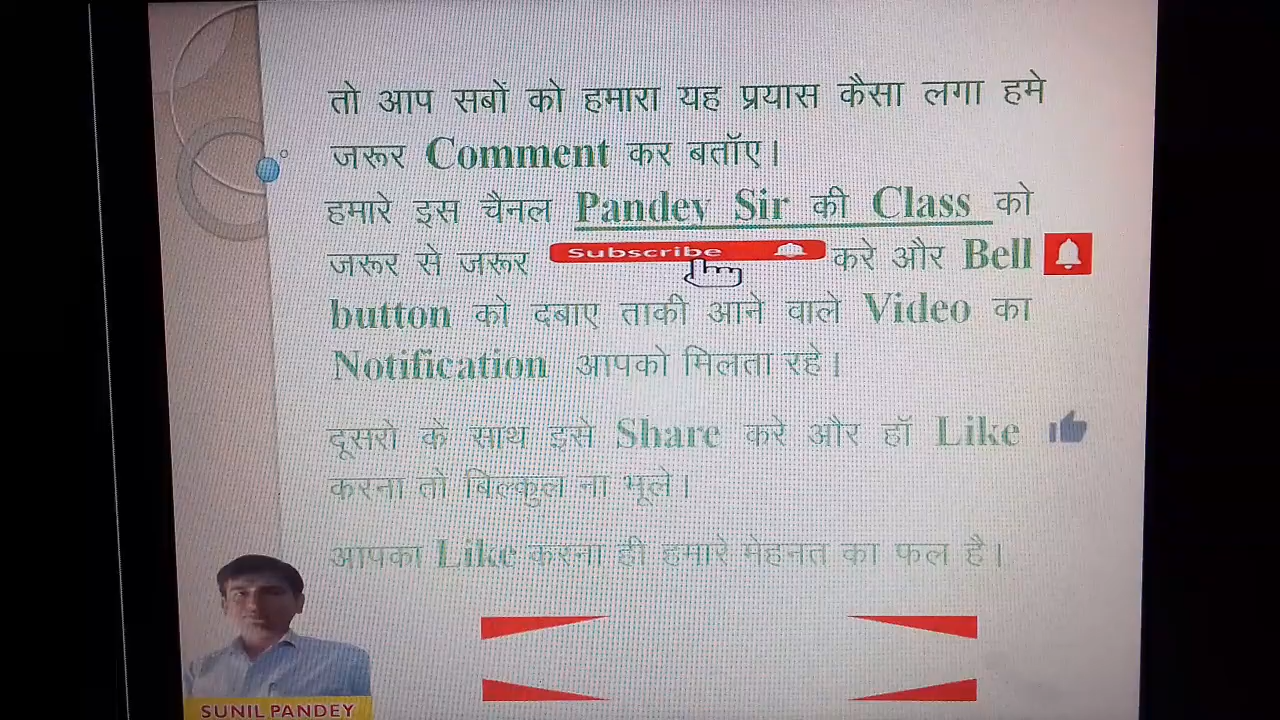 तो आप सबों को हमारा यह प्रयास कैसा लगा हमे
जरूर Comment कर बतॉए।
हमारे इस चैनल Pandey Sir की Class को
जरूर से जरूर Subscribe करे और Bell
button को दबाए ताकी आने वाले Video का
Notification आपको मिलता रहे।
दूसरो के साथ इसे Share करे और हॉ Like
करना तो बिल्कुल ना भूले।
आपका Like करना ही हमारे मेहनत का फल है।
SUNIL PANDEY